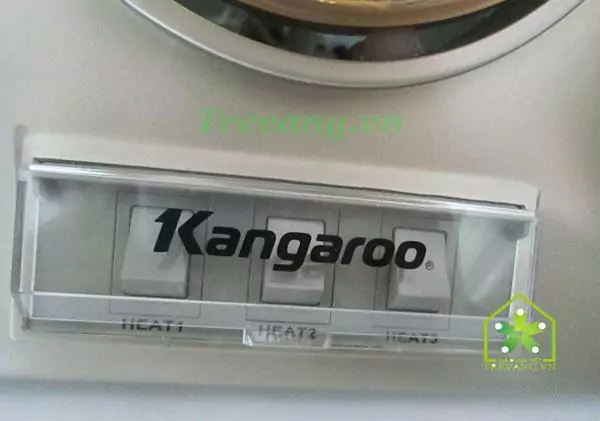 Trevang.vn
Kangaroo®
HEAT1 HEAT2 HEAT3
TREVANG.VN